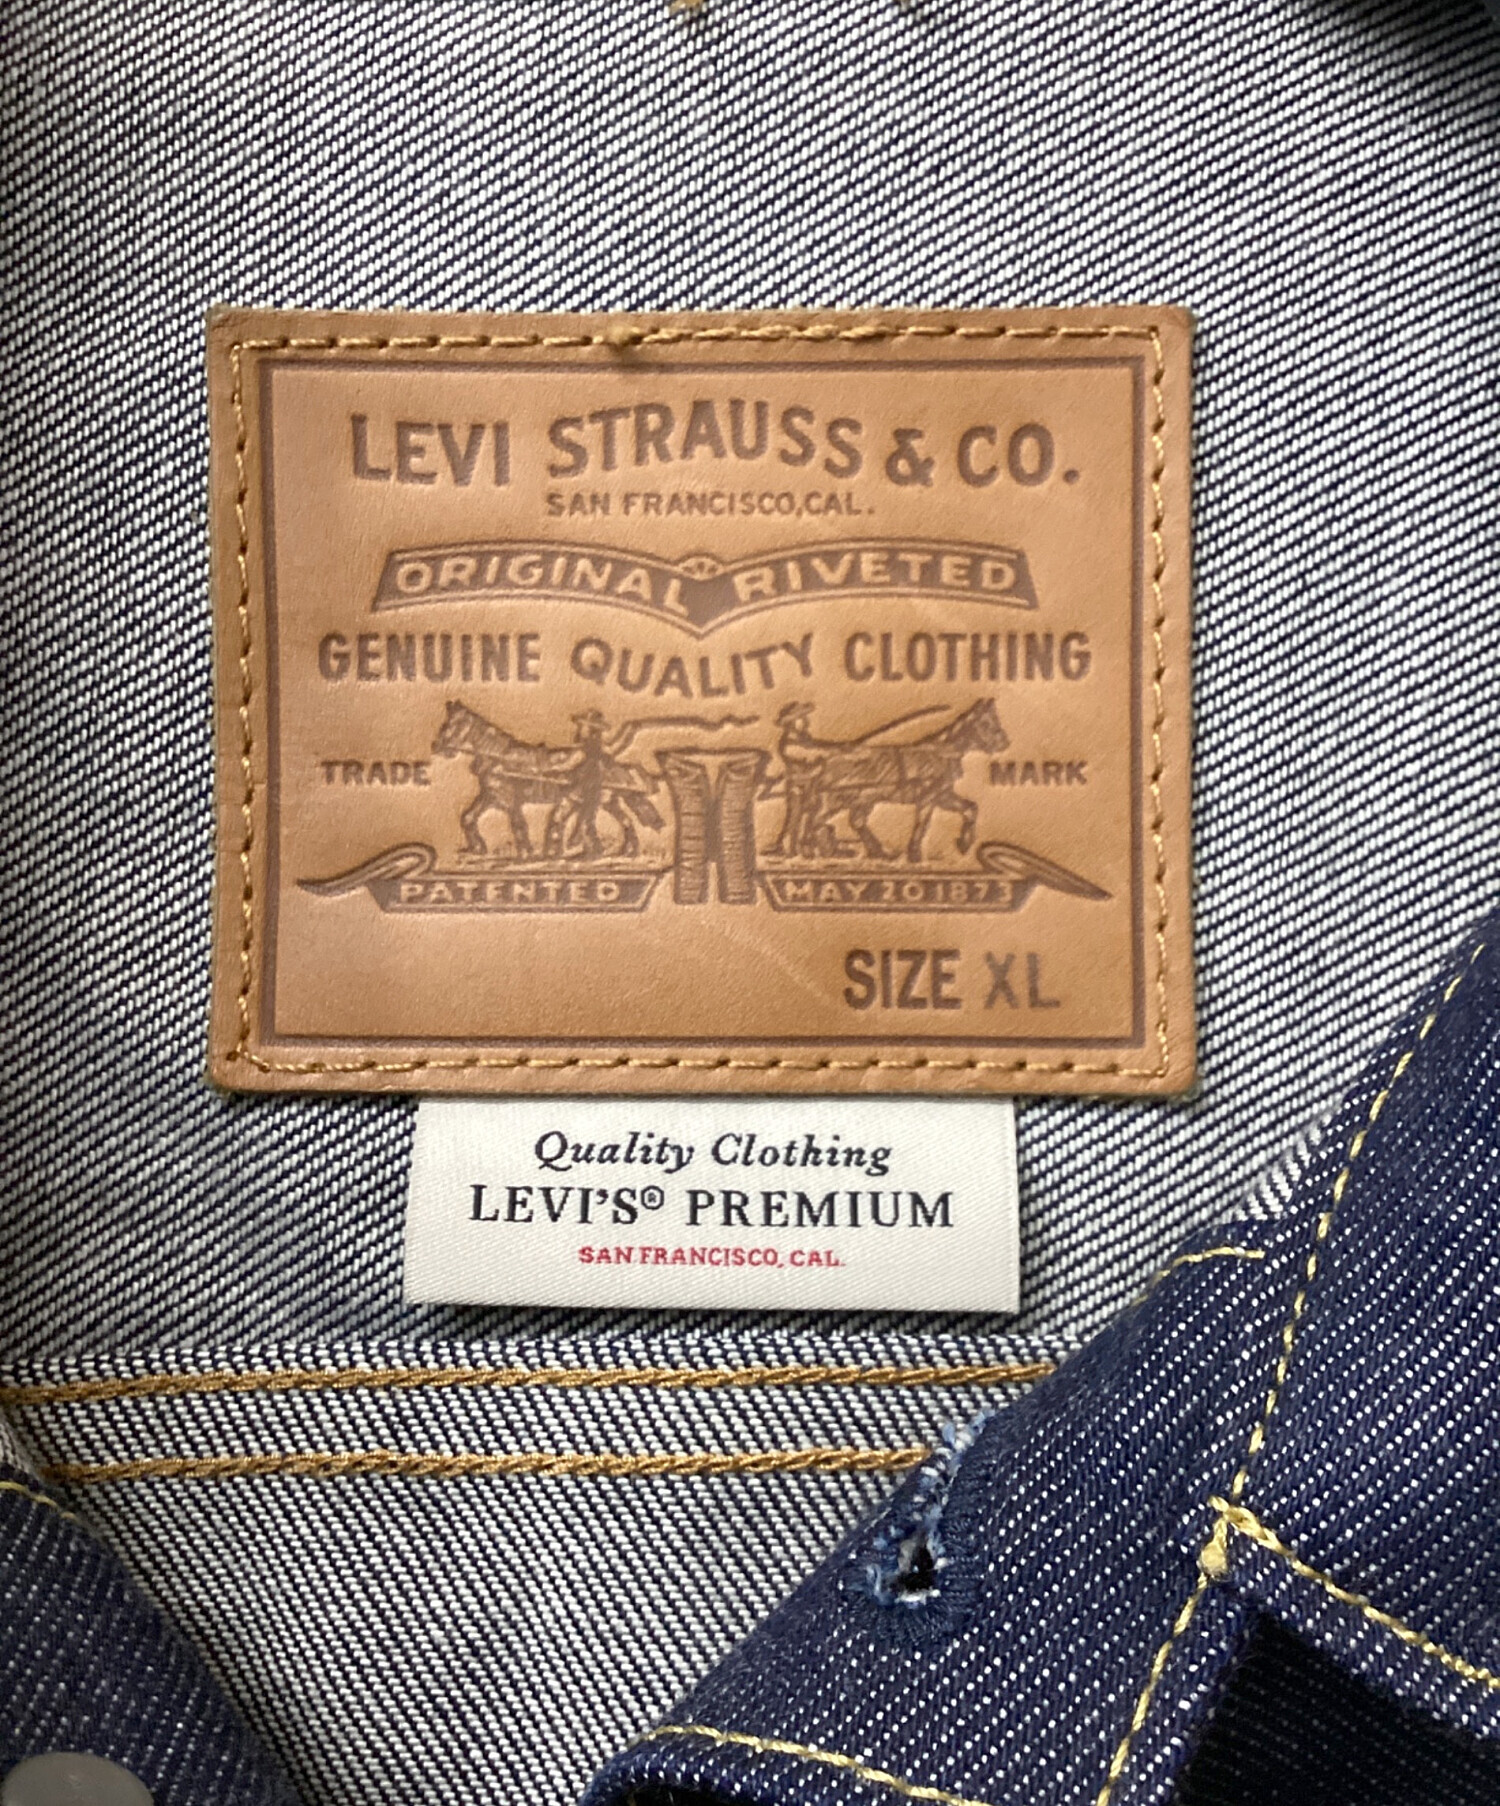 LEVI STRAUSS & CO.
SAN FRANCISCO,CAL.
ORIGINAL RIVETED
GENUINE QUALITY CLOTHING
TRADE MARK
PATENTED MAY 20 1873
SIZE XL
Quality Clothing
LEVI'S® PREMIUM
SAN FRANCISCO, CAL.